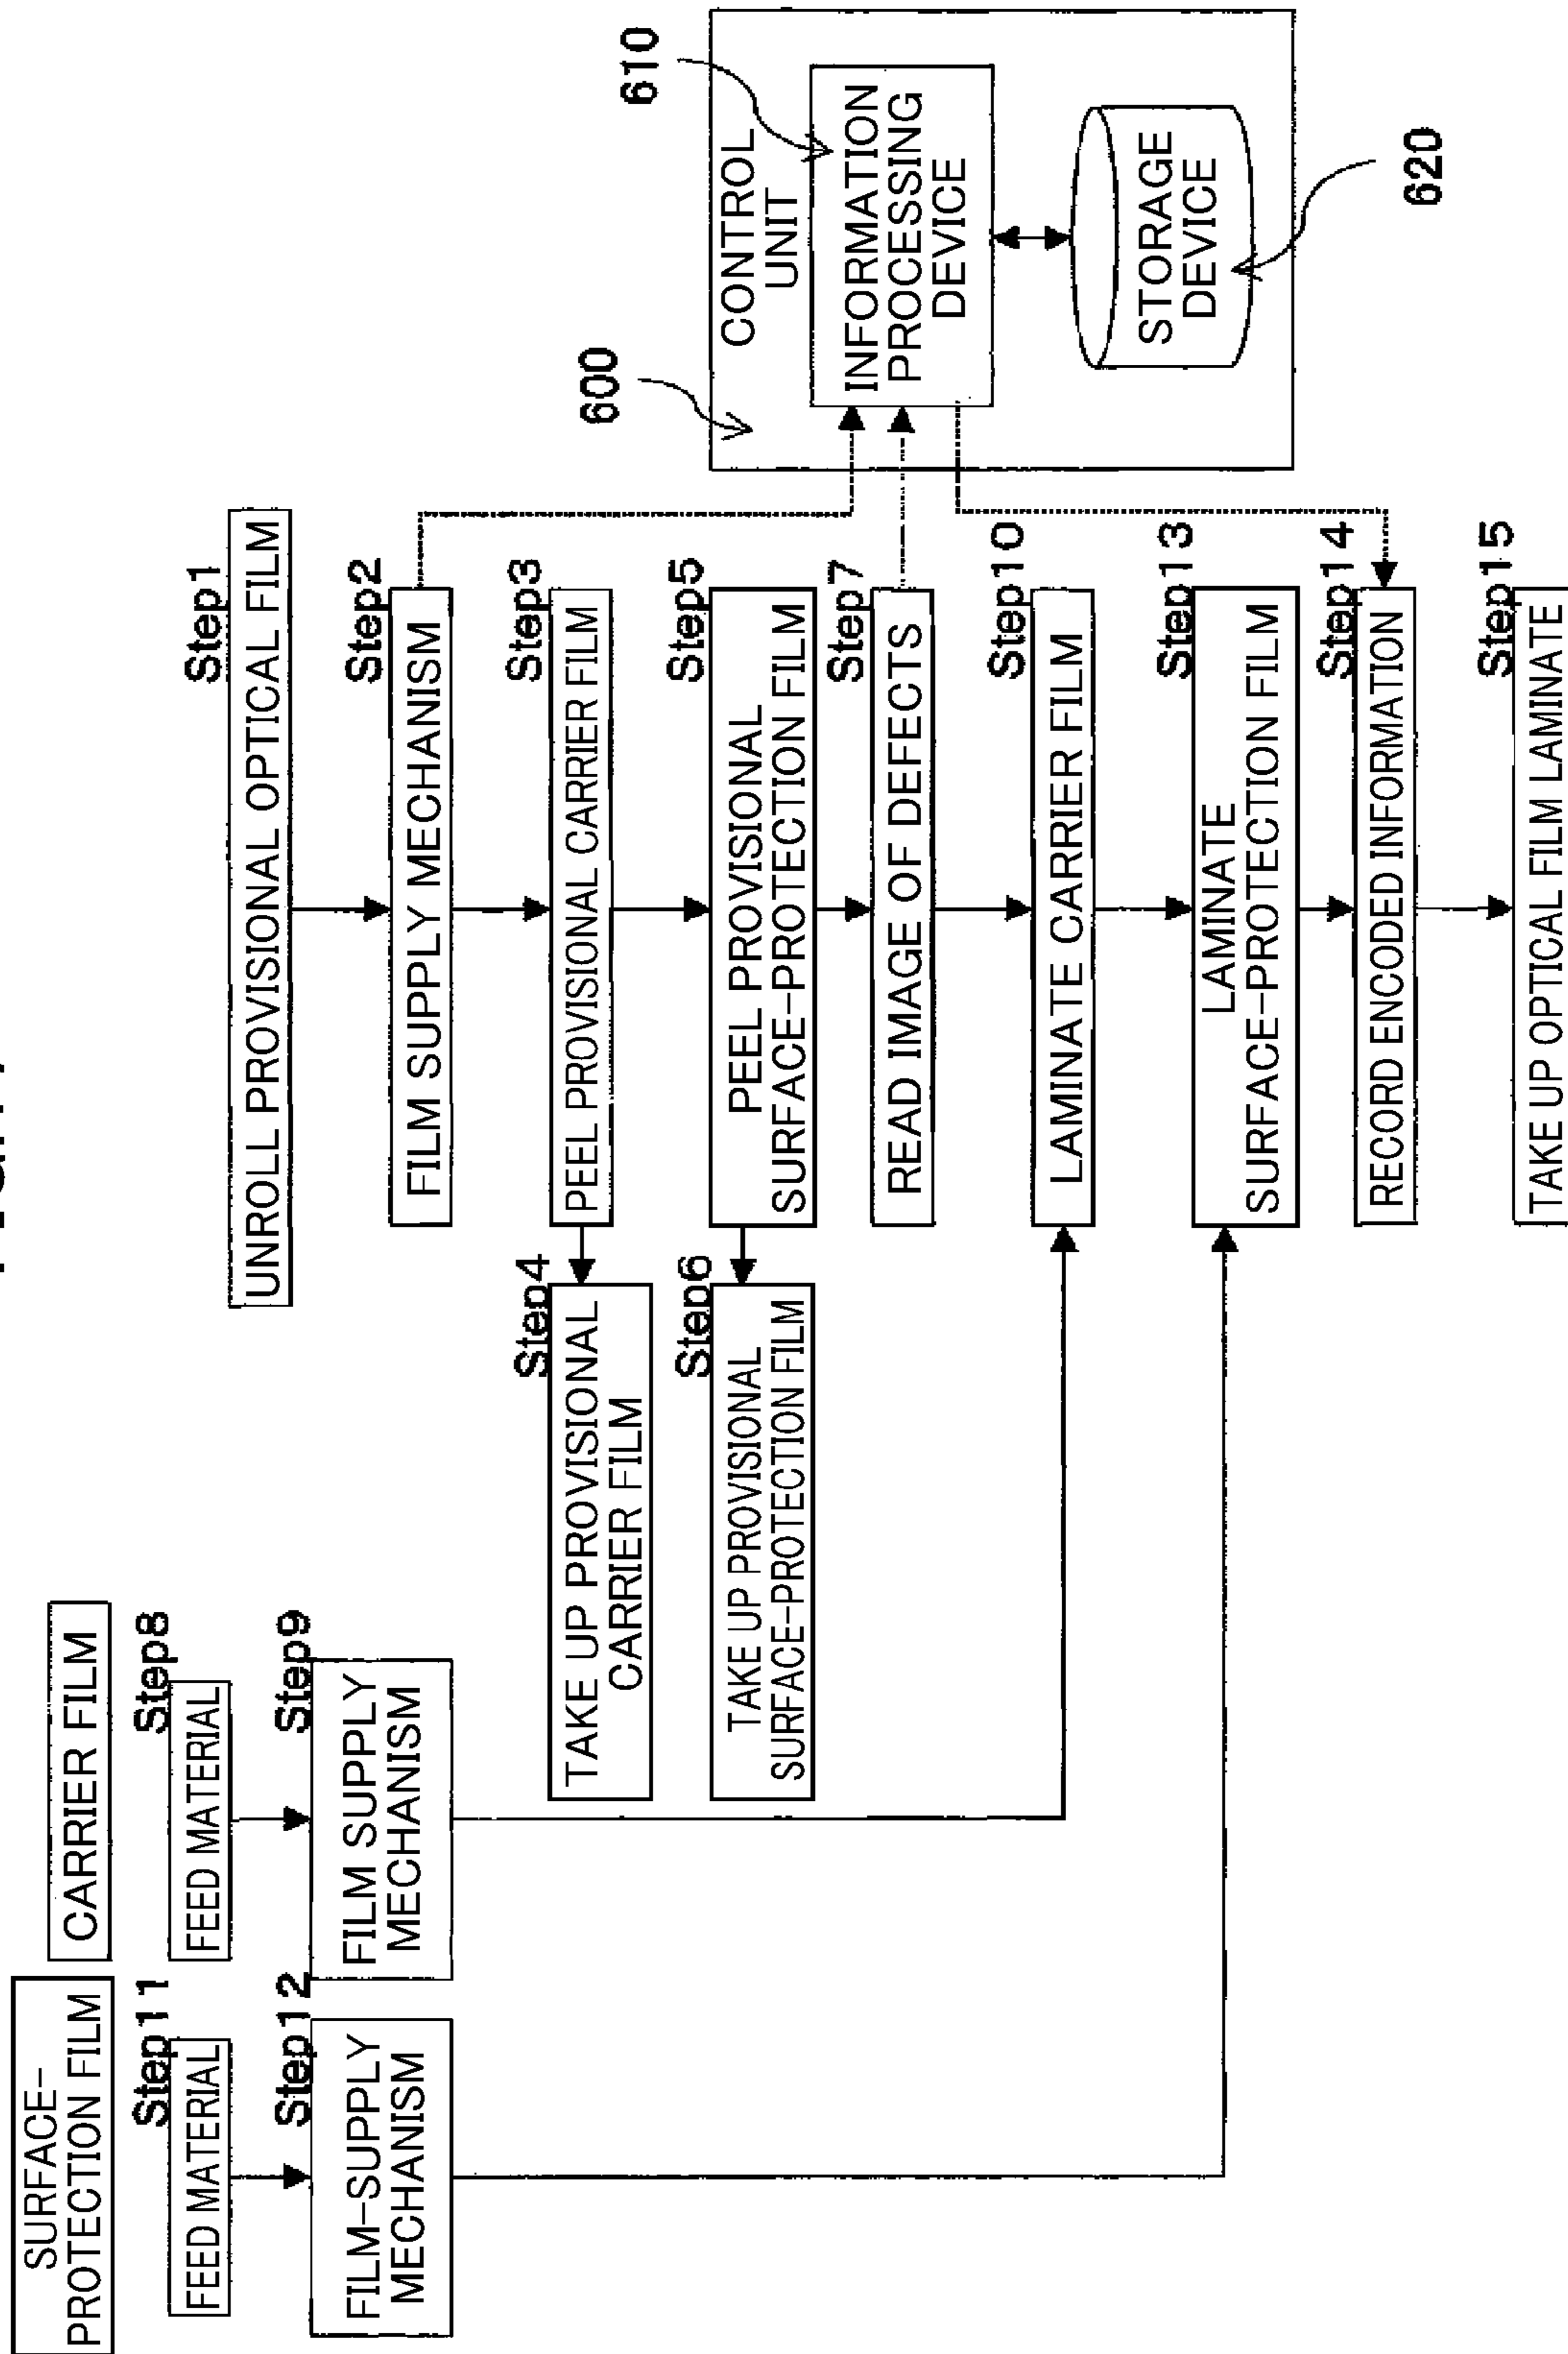 SURFACE-
PROTECTION FILM
CARRIER FILM
Step11
FEED MATERIAL
Step8
FEED MATERIAL
Step12
FILM-SUPPLY
MECHANISM
Step9
FILM SUPPLY
MECHANISM
Step1
UNROLL PROVISIONAL OPTICAL FILM
Step2
FILM SUPPLY MECHANISM
Step3
PEEL PROVISIONAL CARRIER FILM
Step4
TAKE UP PROVISIONAL
CARRIER FILM
Step5
PEEL PROVISIONAL
SURFACE-PROTECTION FILM
Step6
TAKE UP PROVISIONAL
SURFACE-PROTECTION FILM
Step7
READ IMAGE OF DEFECTS
Step10
LAMINATE CARRIER FILM
Step13
LAMINATE
SURFACE-PROTECTION FILM
Step14
RECORD ENCODED INFORMATION
Step15
TAKE UP OPTICAL FILM LAMINATE
600
610
CONTROL
UNIT
INFORMATION
PROCESSING
DEVICE
STORAGE
DEVICE
620